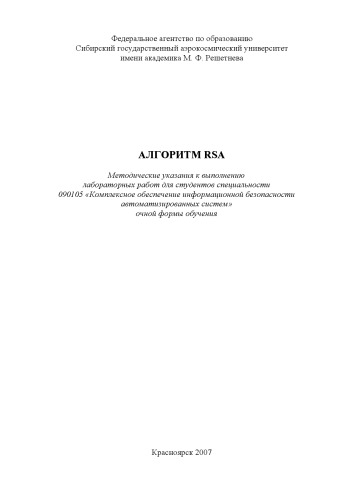 Федеральное агентство по образованию
Сибирский государственный аэрокосмический университет
имени академика М. Ф. Решетнева
АЛГОРИТМ RSA
Методические указания к выполнению
лабораторных работ для студентов специальности
090105 «Комплексное обеспечение информационной безопасности
автоматизированных систем»
очной формы обучения
Красноярск 2007